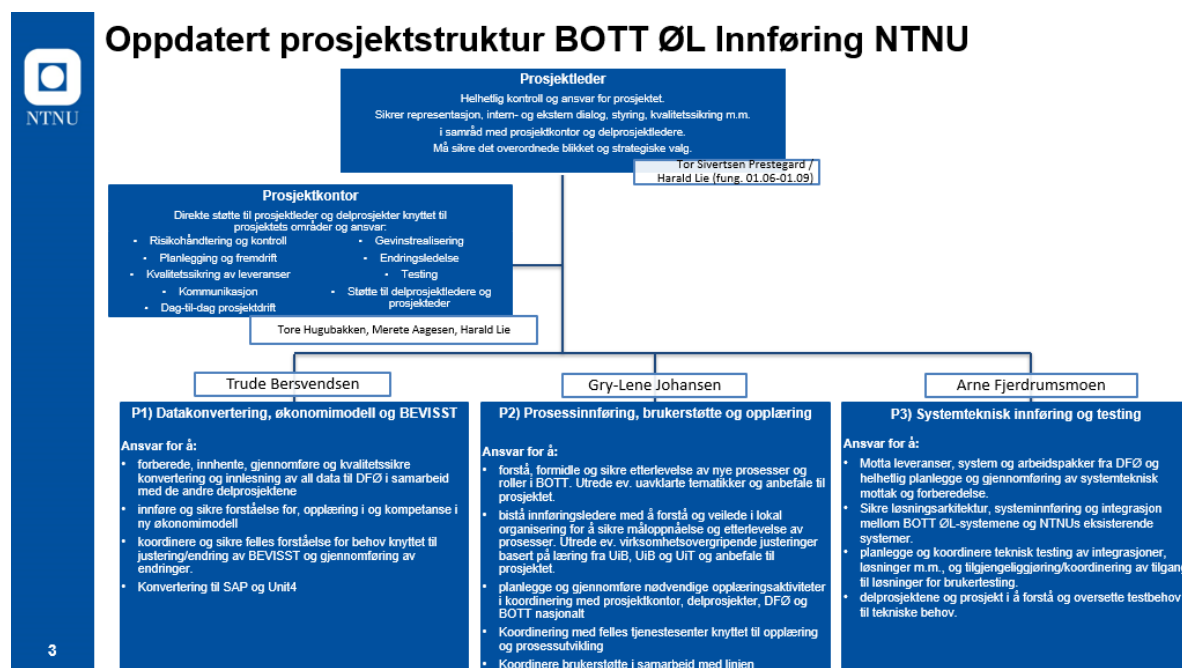 Oppdatert prosjektstruktur BOTT ØL Innføring NTNU
NTNU
Prosjektleder
Helhetlig kontroll og ansvar for prosjektet.
Sikrer representasjon, intern- og ekstern dialog, styring, kvalitetssikring m.m.
i samråd med prosjektkontor og delprosjektledere.
Må sikre det overordnede blikket og strategiske valg.
Tor Sivertsen Prestegard /
Harald Lie (fung. 01.06-01.09)
Prosjektkontor
Direkte støtte til prosjektleder og delprosjekter knyttet til
prosjektets områder og ansvar:
• Risikohåndtering og kontroll
• Planlegging og fremdrift
• Kvalitetssikring av leveranser
• Kommunikasjon
• Dag-til-dag prosjektdrift
• Gevinstrealisering
• Endringsledelse
• Testing
• Støtte til delprosjektledere og
prosjekteder
Tore Hugubakken, Merete Aagesen, Harald Lie
Trude Bersvendsen
P1) Datakonvertering, økonomimodell og BEVISST
Ansvar for å:
• forberede, innhente, gjennomføre og kvalitetssikre
konvertering og innlesning av all data til DFØ i samarbeid
med de andre delprosjektene
• innføre og sikre forståelse for, opplæring i og kompetanse i
ny økonomimodell
• koordinere og sikre felles forståelse for behov knyttet til
justering/endring av BEVISST og gjennomføring av
endringer.
• Konvertering til SAP og Unit4
Gry-Lene Johansen
P2) Prosessinnføring, brukerstøtte og opplæring
Ansvar for å:
• forstå, formidle og sikre etterlevelse av nye prosesser og
roller i BOTT. Utrede ev. uavklarte tematikker og anbefale til
prosjektet.
• bistå innføringsledere med å forstå og veilede i lokal
organisering for å sikre måloppnåelse og etterlevelse av
prosesser. Utrede ev. virksomhetsovergripende justeringer
basert på læring fra UiB, UiB og UiT og anbefale til
prosjektet.
• planlegge og gjennomføre nødvendige opplæringsaktiviteter
i koordinering med prosjektkontor, delprosjekter, DFØ og
BOTT nasjonalt
• Koordinering med felles tjenestesenter knyttet til opplæring
og prosessutvikling
• Koordinere brukerstøtte i samarbeid med linjen
Arne Fjerdrumsmoen
P3) Systemteknisk innføring og testing
Ansvar for å:
• Motta leveranser, system og arbeidspakker fra DFØ og
helhetlig planlegge og gjennomføring av systemteknisk
mottak og forberedelse.
• Sikre løsningsarkitektur, systeminnføring og integrasjon
mellom BOTT ØL-systemene og NTNUs eksisterende
systemer.
• planlegge og koordinere teknisk testing av integrasjoner,
løsninger m.m., og tilgjengeliggjøring/koordinering av tilgang
til løsninger for brukertesting.
• delprosjektene og prosjekt i å forstå og oversette testbehov
til tekniske behov.
3